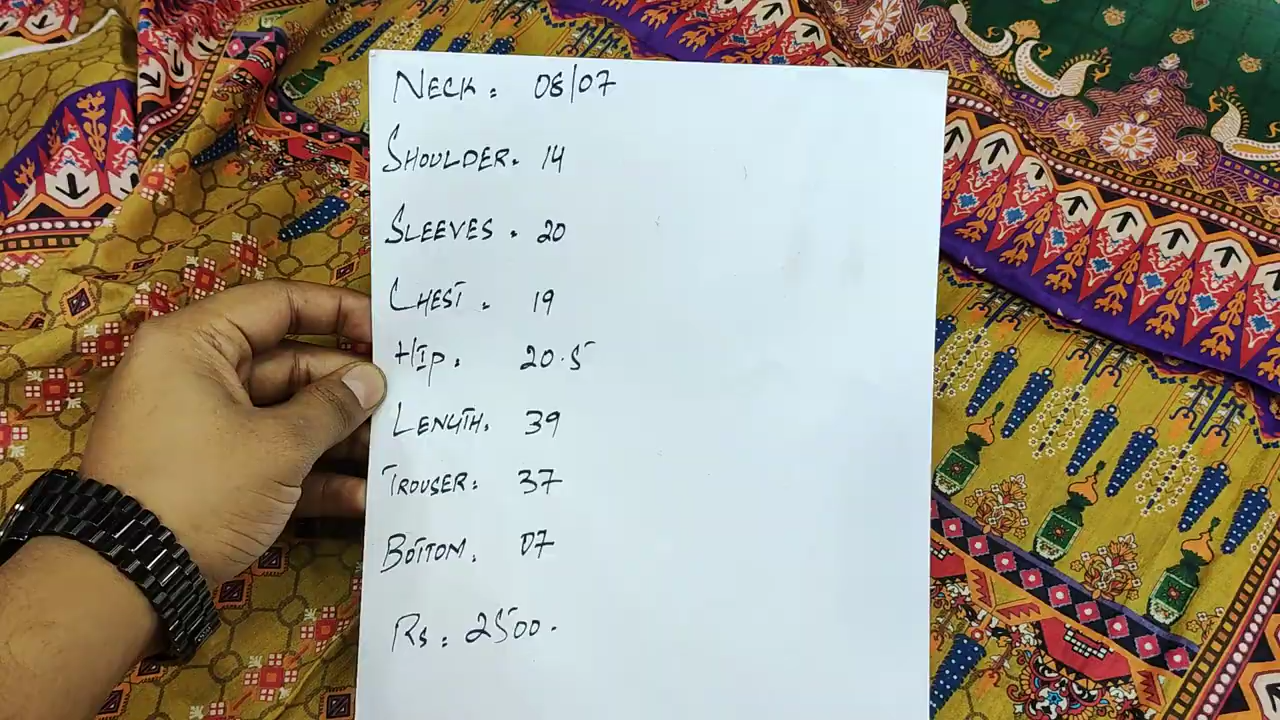 NECK: 08/07
SHOULDER. 14
SLEEVES. 20
CHEST. 19
HIP. 20.5
LENGTH. 39
TROUSER: 37
BOTTOM. 07
Rs. 2500.